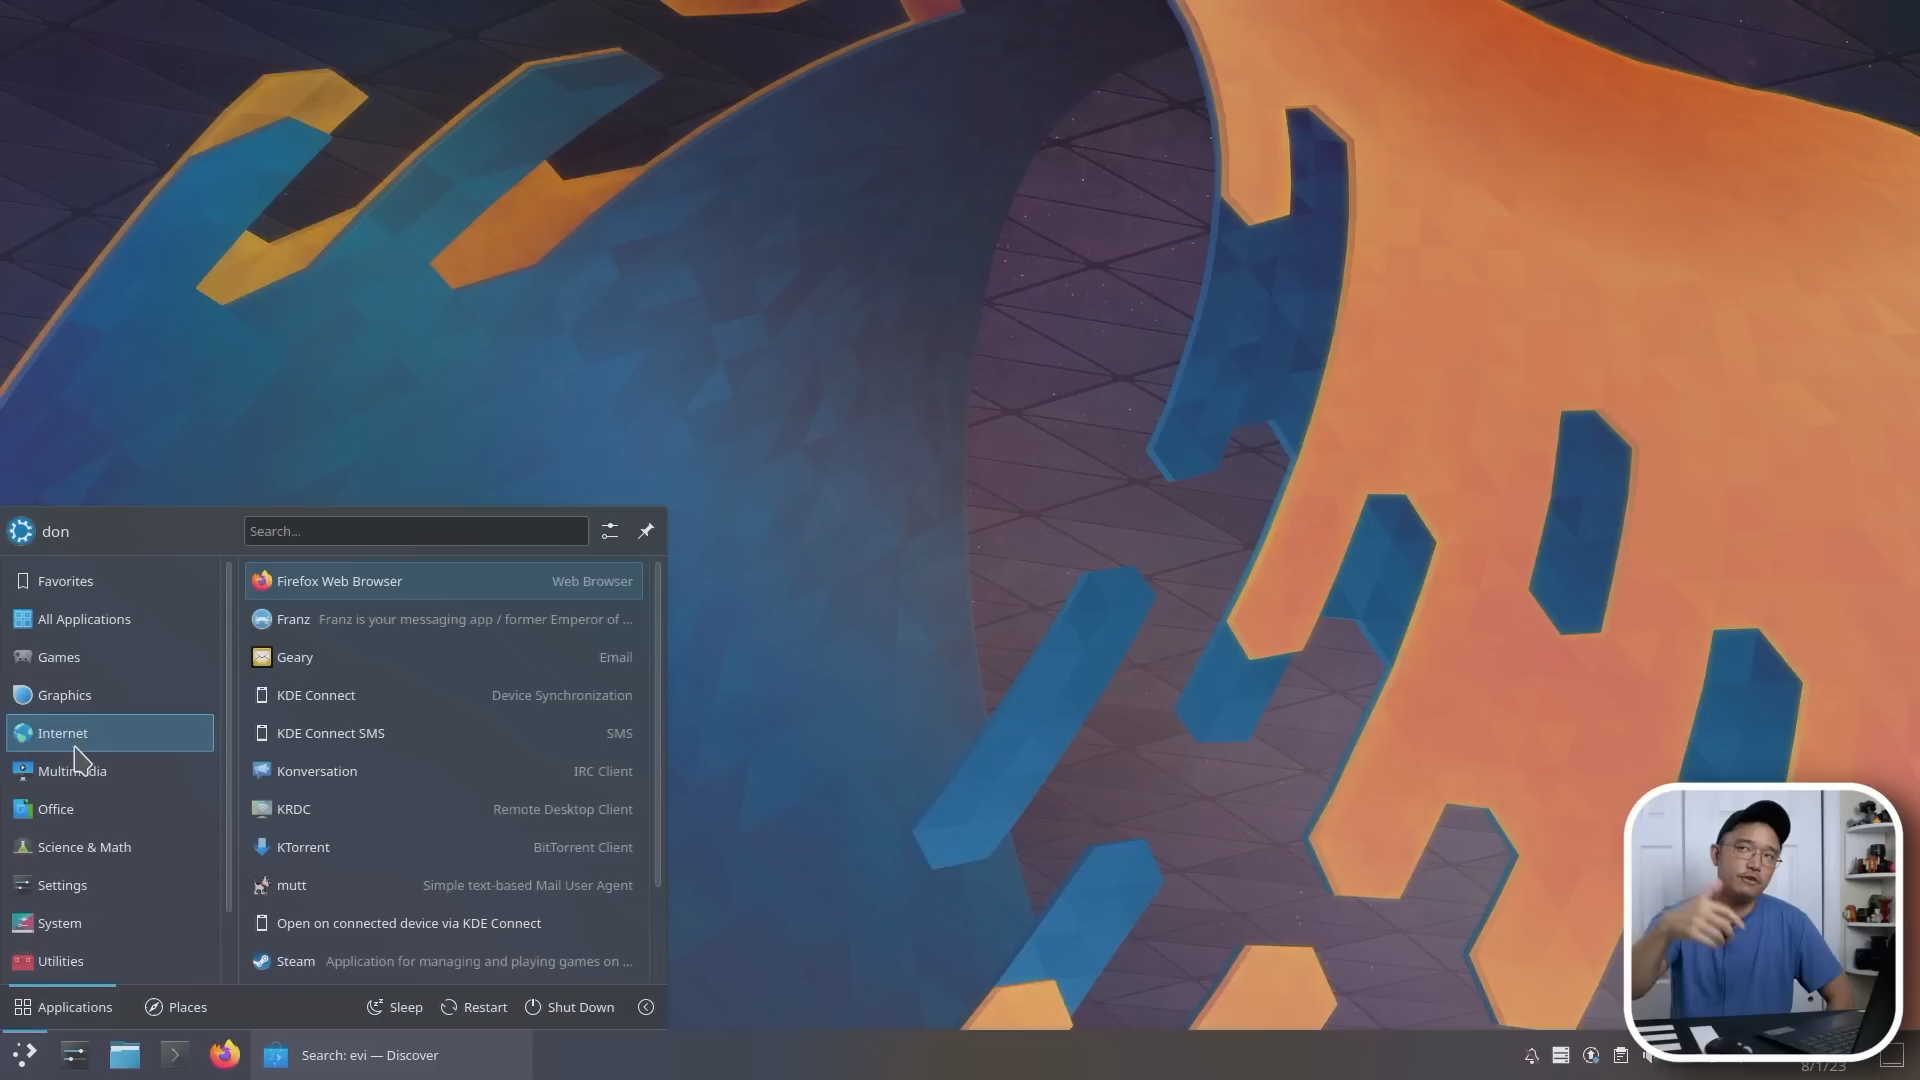 don
Search...
Favorites
All Applications
Games
Graphics
Internet
Multimedia
Office
Science & Math
Settings
System
Utilities
Firefox Web Browser Web Browser
Franz Franz is your messaging app / former Emperor of ...
Geary Email
KDE Connect Device Synchronization
KDE Connect SMS SMS
Konversation IRC Client
KRDC Remote Desktop Client
KTorrent BitTorrent Client
mutt Simple text-based Mail User Agent
Open on connected device via KDE Connect
Steam Application for managing and playing games on ...
Applications Places Sleep Restart Shut Down
Search: evi — Discover
8/1/23